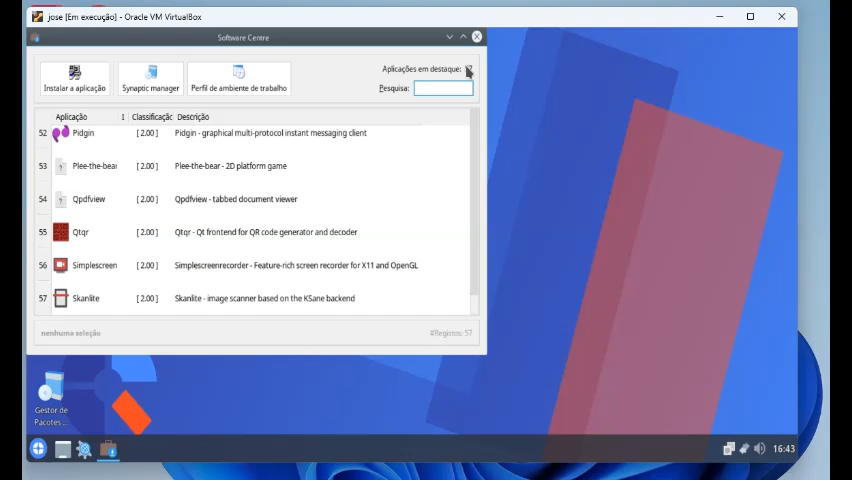 jose [Em execução] - Oracle VM VirtualBox
Software Centre
Instalar a aplicação
Synaptic manager
Perfil de ambiente de trabalho
Aplicações em destaque:
Pesquisa:
Aplicação Classificação Descrição
52 Pidgin [ 2.00 ] Pidgin - graphical multi-protocol instant messaging client
53 Plee-the-bear [ 2.00 ] Plee-the-bear - 2D platform game
54 Qpdfview [ 2.00 ] Qpdfview - tabbed document viewer
55 Qtqr [ 2.00 ] Qtqr - Qt frontend for QR code generator and decoder
56 Simplescreen [ 2.00 ] Simplescreenrecorder - Feature-rich screen recorder for X11 and OpenGL
57 Skanlite [ 2.00 ] Skanlite - image scanner based on the KSane backend
nenhuma seleção
#Registos: 57
Gestor de
Pacotes ...
16:43